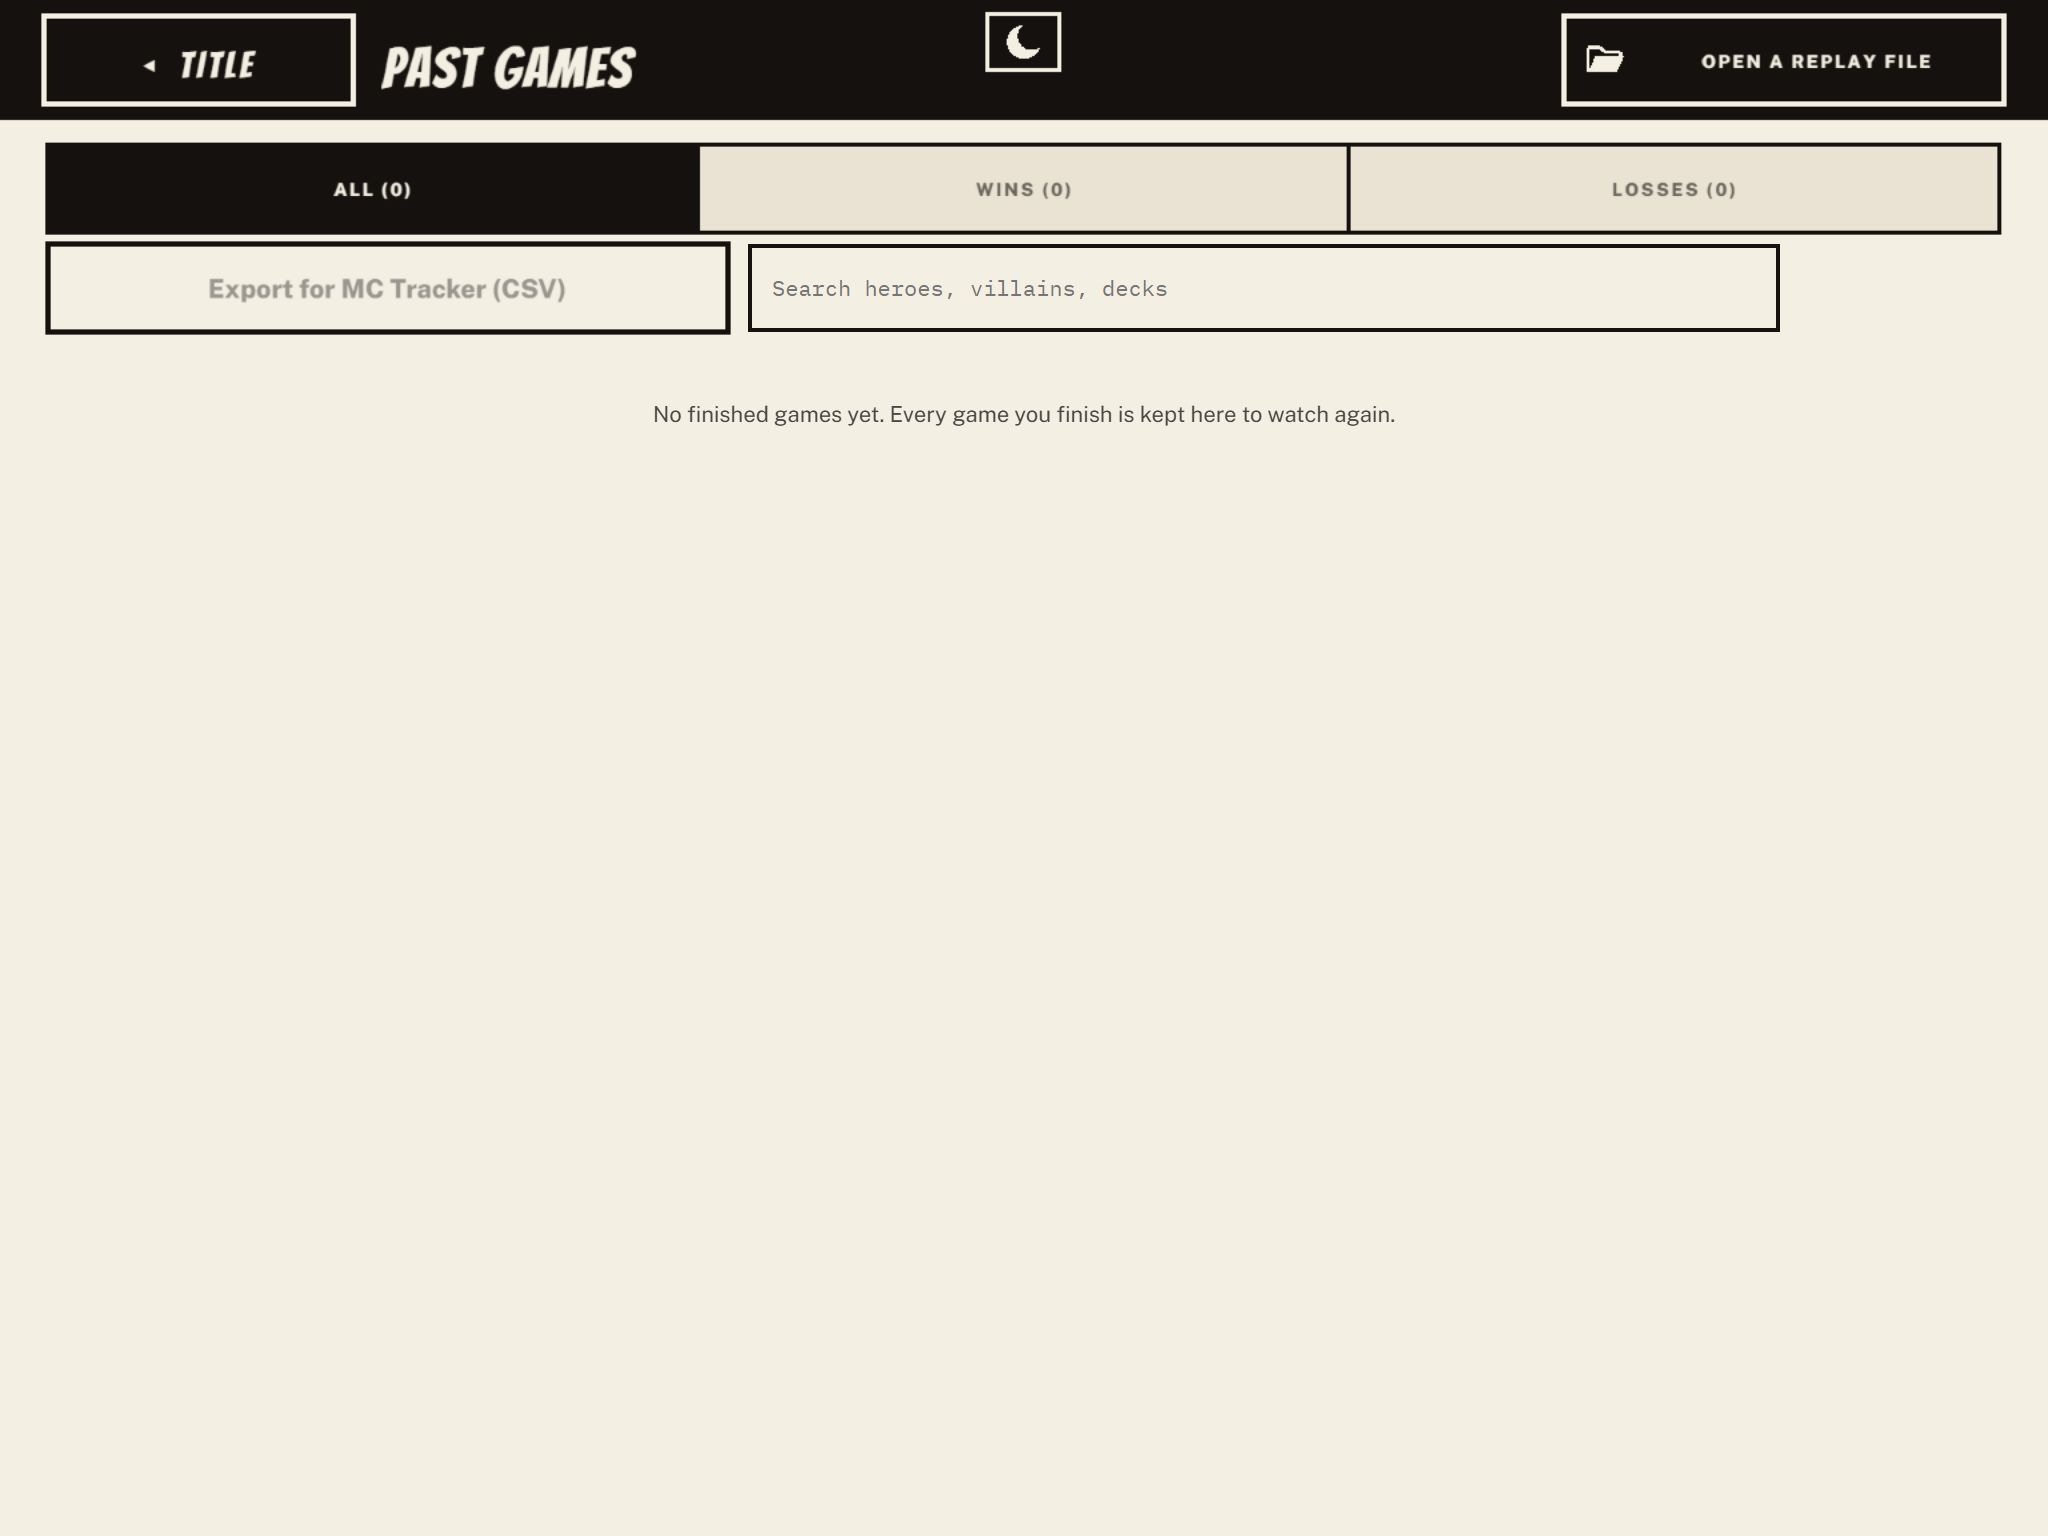 ◂ TITLE
PAST GAMES
OPEN A REPLAY FILE
ALL (0)
WINS (0)
LOSSES (0)
Export for MC Tracker (CSV)
Search heroes, villains, decks
No finished games yet. Every game you finish is kept here to watch again.